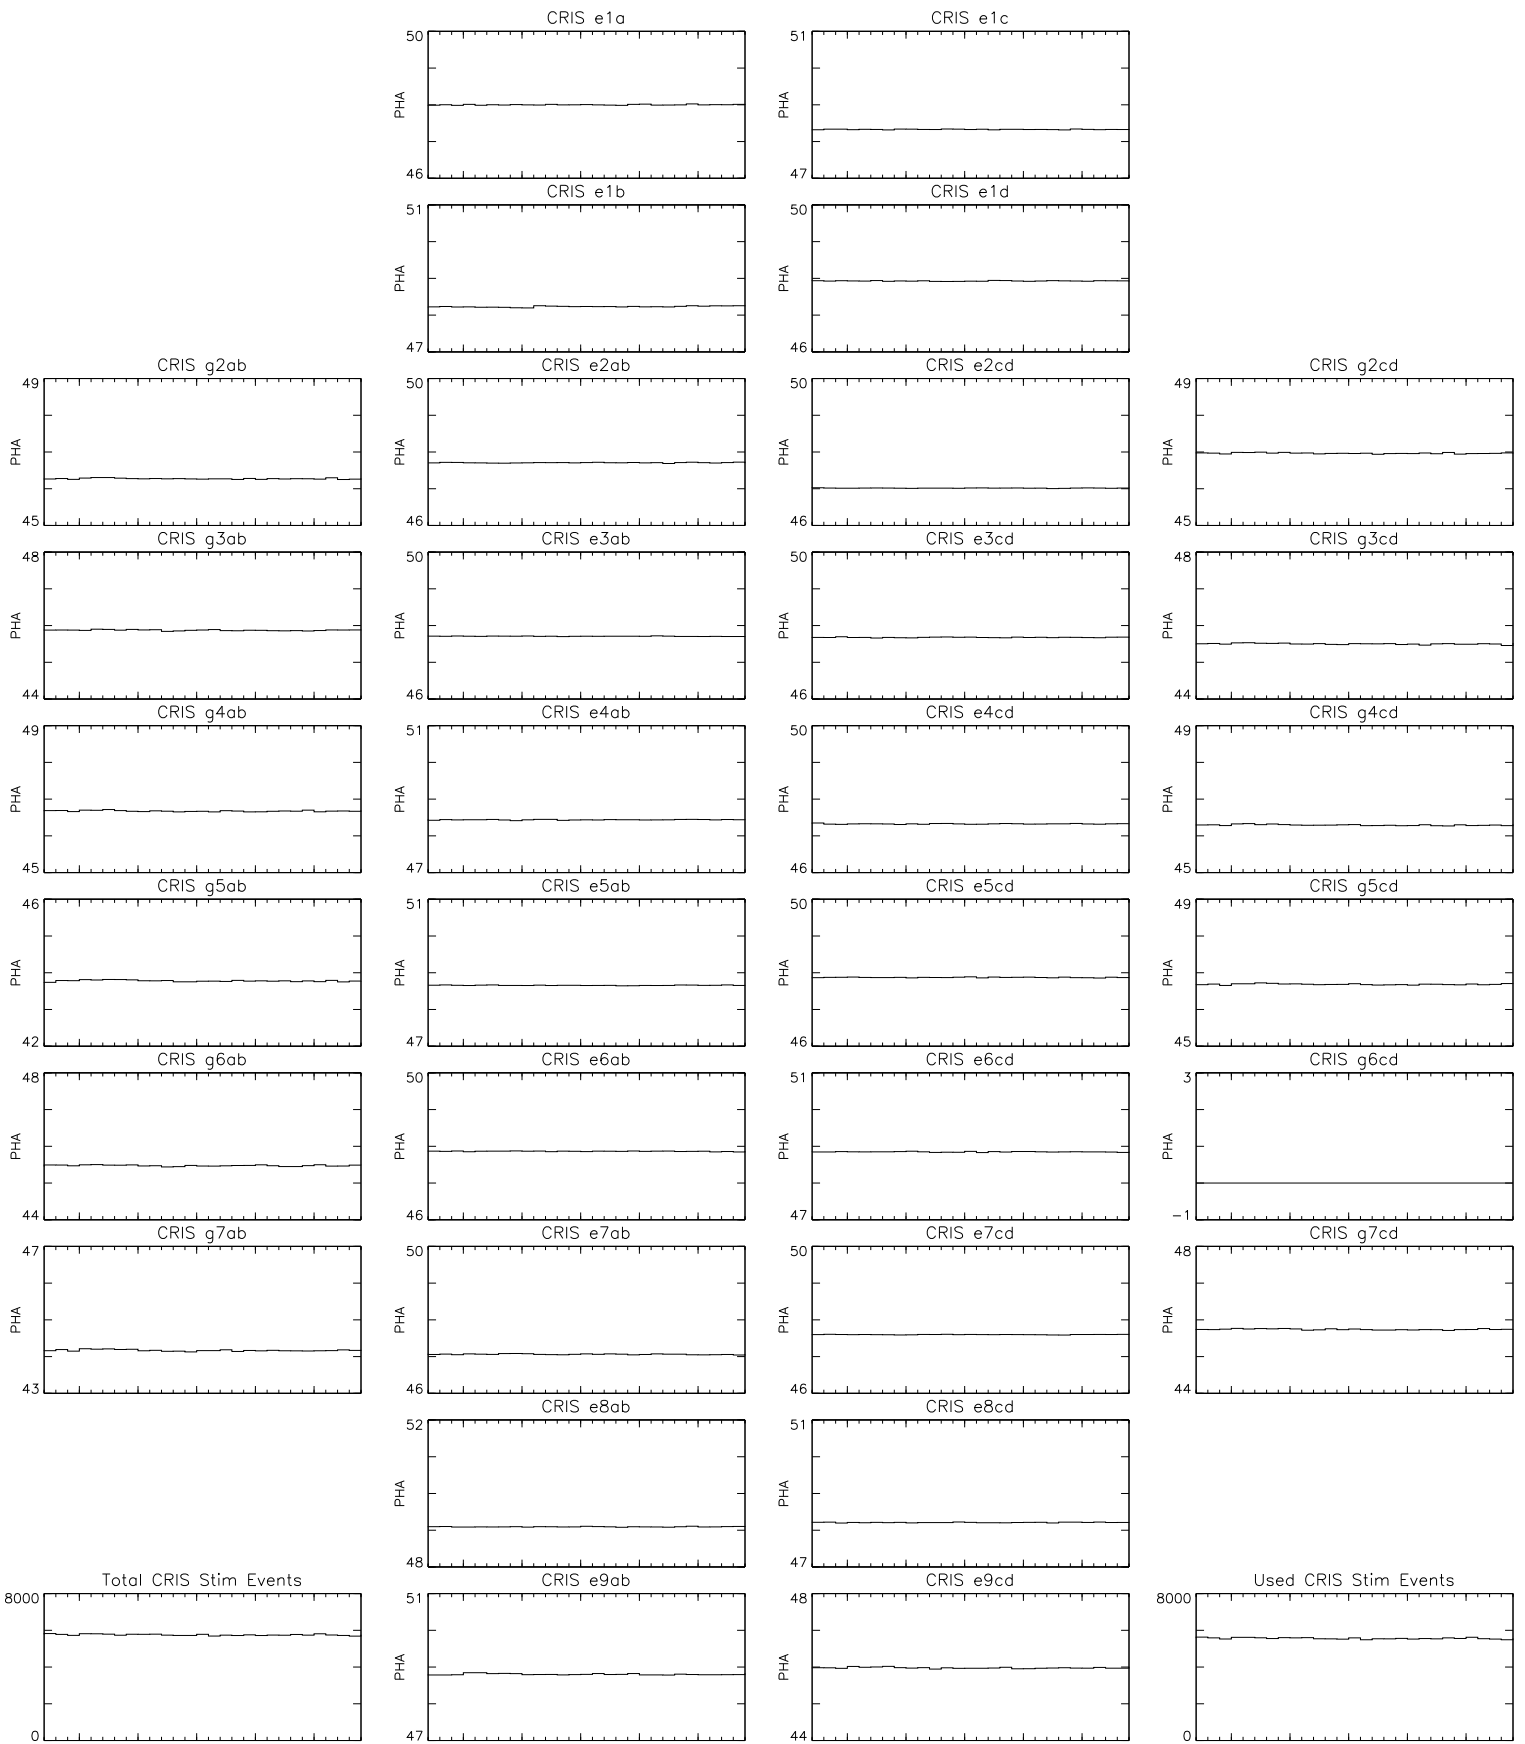 CRIS e1a
50
PHA
46
CRIS e1c
51
PHA
47
CRIS e1b
51
PHA
47
CRIS e1d
50
PHA
46
CRIS g2ab
49
PHA
45
CRIS e2ab
50
PHA
46
CRIS e2cd
50
PHA
46
CRIS g2cd
49
PHA
45
CRIS g3ab
48
PHA
44
CRIS e3ab
50
PHA
46
CRIS e3cd
50
PHA
46
CRIS g3cd
48
PHA
44
CRIS g4ab
49
PHA
45
CRIS e4ab
51
PHA
47
CRIS e4cd
50
PHA
46
CRIS g4cd
49
PHA
45
CRIS g5ab
46
PHA
42
CRIS e5ab
51
PHA
47
CRIS e5cd
50
PHA
46
CRIS g5cd
49
PHA
45
CRIS g6ab
48
PHA
44
CRIS e6ab
50
PHA
46
CRIS e6cd
51
PHA
47
CRIS g6cd
3
PHA
-1
CRIS g7ab
47
PHA
43
CRIS e7ab
50
PHA
46
CRIS e7cd
50
PHA
46
CRIS g7cd
48
PHA
44
CRIS e8ab
52
PHA
48
CRIS e8cd
51
PHA
47
Total CRIS Stim Events
8000
0
CRIS e9ab
51
PHA
47
CRIS e9cd
48
PHA
44
Used CRIS Stim Events
8000
0